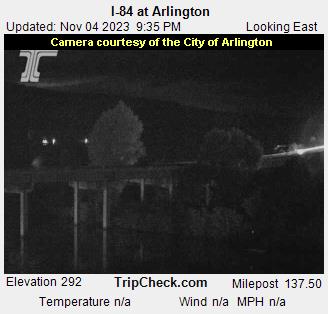 I-84 at Arlington
Updated: Nov 04 2023 9:35 PM Looking East
Camera courtesy of the City of Arlington
Elevation 292 TripCheck.com Milepost 137.50
Temperature n/a Wind n/a MPH n/a